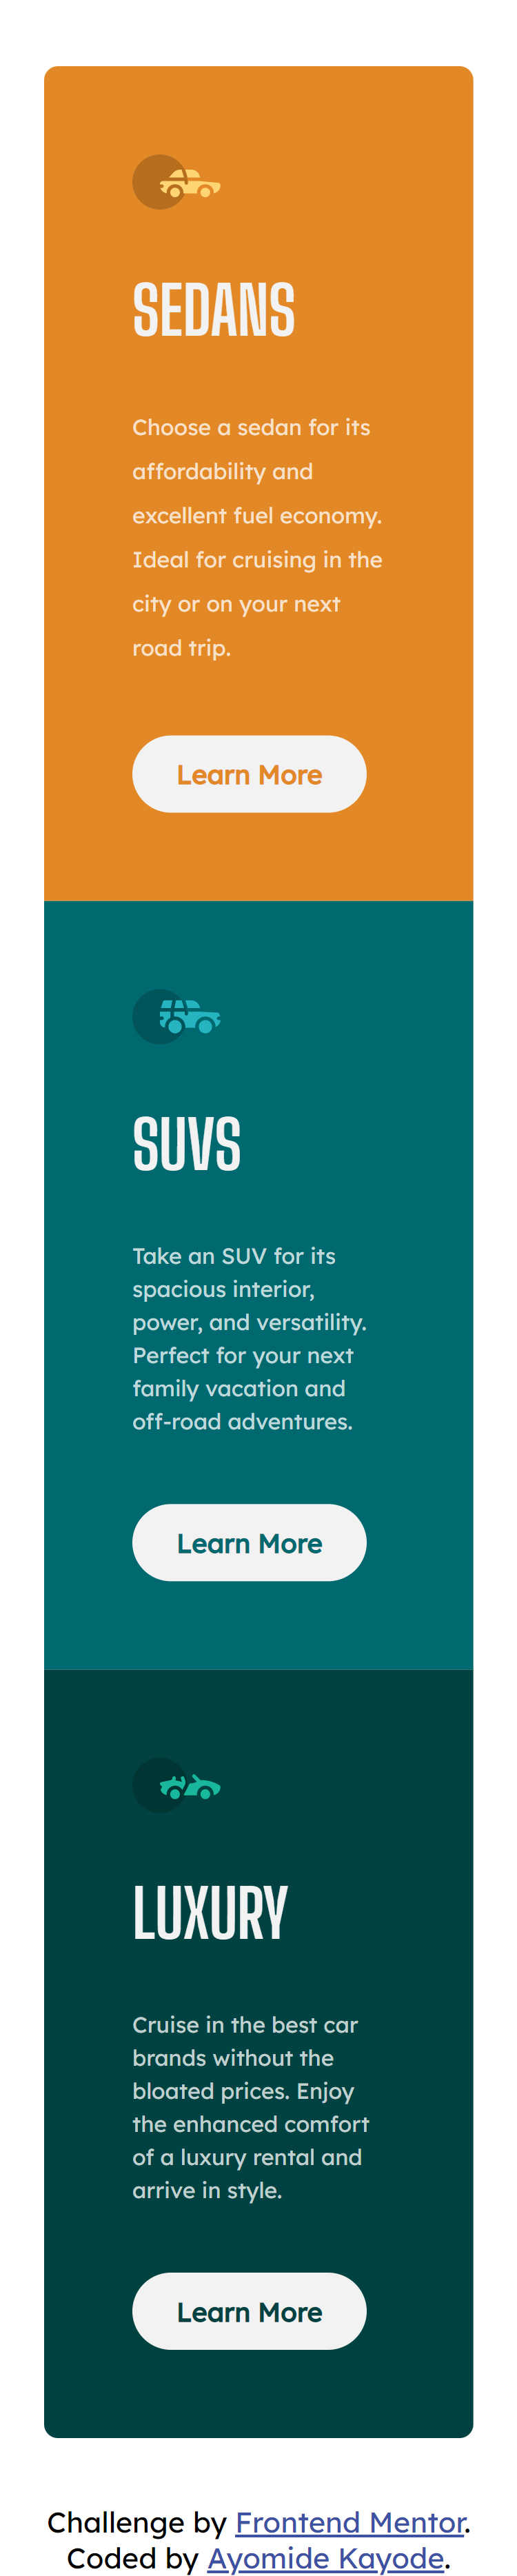 SEDANS
Choose a sedan for its
affordability and
excellent fuel economy.
Ideal for cruising in the
city or on your next
road trip.
Learn More
SUVS
Take an SUV for its
spacious interior,
power, and versatility.
Perfect for your next
family vacation and
off-road adventures.
Learn More
LUXURY
Cruise in the best car
brands without the
bloated prices. Enjoy
the enhanced comfort
of a luxury rental and
arrive in style.
Learn More
Challenge by Frontend Mentor.
Coded by Ayomide Kayode.